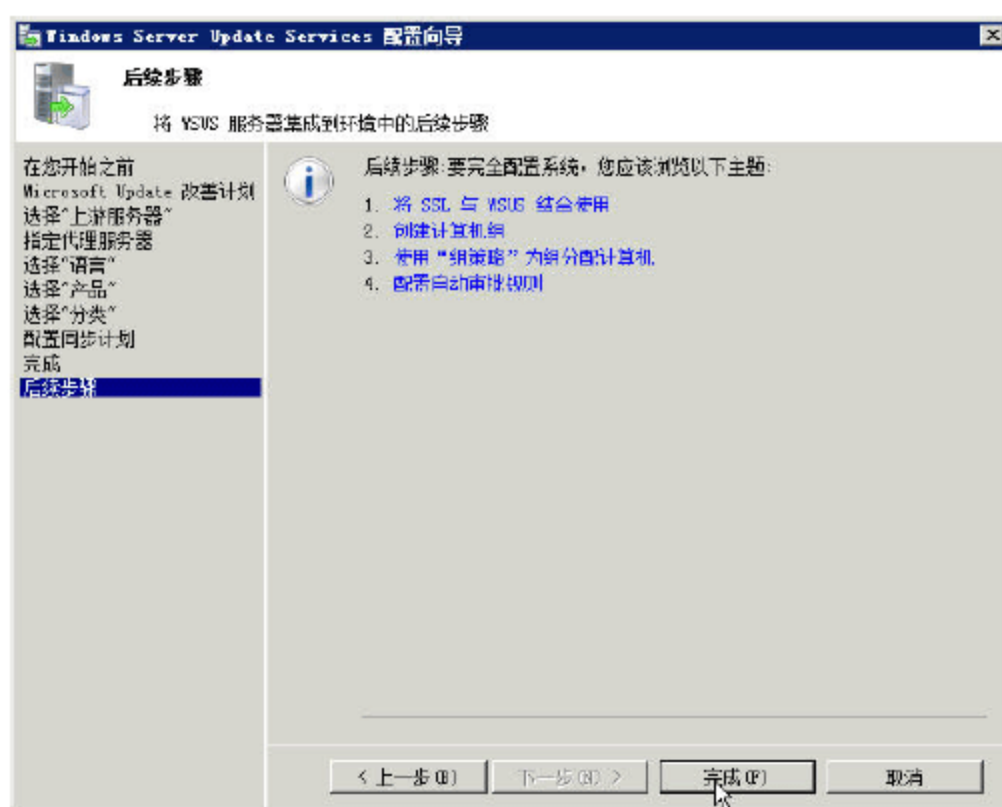 Windows Server Update Services 配置向导
后续步骤
将 WSUS 服务器集成到环境中的后续步骤
在您开始之前
Microsoft Update 改善计划
选择“上游服务器”
指定代理服务器
选择“语言”
选择“产品”
选择“分类”
配置同步计划
完成
后续步骤
后续步骤:要完全配置系统，您应该浏览以下主题:
1. 将 SSL 与 WSUS 结合使用
2. 创建计算机组
3. 使用“组策略”为组分配计算机
4. 配置自动审批规则
< 上一步(B)
下一步(N) >
完成(F)
取消